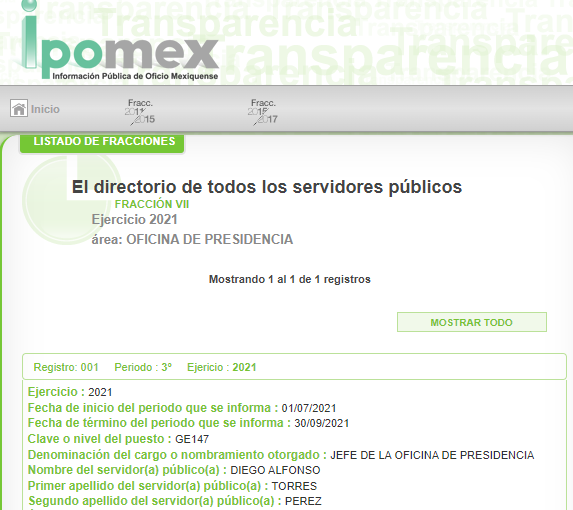 Transparencia
ipomex
Transparencia
Información Pública de Oficio Mexiquense
Inicio
Fracc.
2015
Fracc.
2017
LISTADO DE FRACCIONES
El directorio de todos los servidores públicos
FRACCIÓN VII
Ejercicio 2021
área: OFICINA DE PRESIDENCIA
Mostrando 1 al 1 de 1 registros
MOSTRAR TODO
Registro: 001 Periodo : 3º Ejericio : 2021
Ejercicio : 2021
Fecha de inicio del periodo que se informa : 01/07/2021
Fecha de término del periodo que se informa : 30/09/2021
Clave o nivel del puesto : GE147
Denominación del cargo o nombramiento otorgado : JEFE DE LA OFICINA DE PRESIDENCIA
Nombre del servidor(a) público(a) : DIEGO ALFONSO
Primer apellido del servidor(a) público(a) : TORRES
Segundo apellido del servidor(a) público(a) : PEREZ